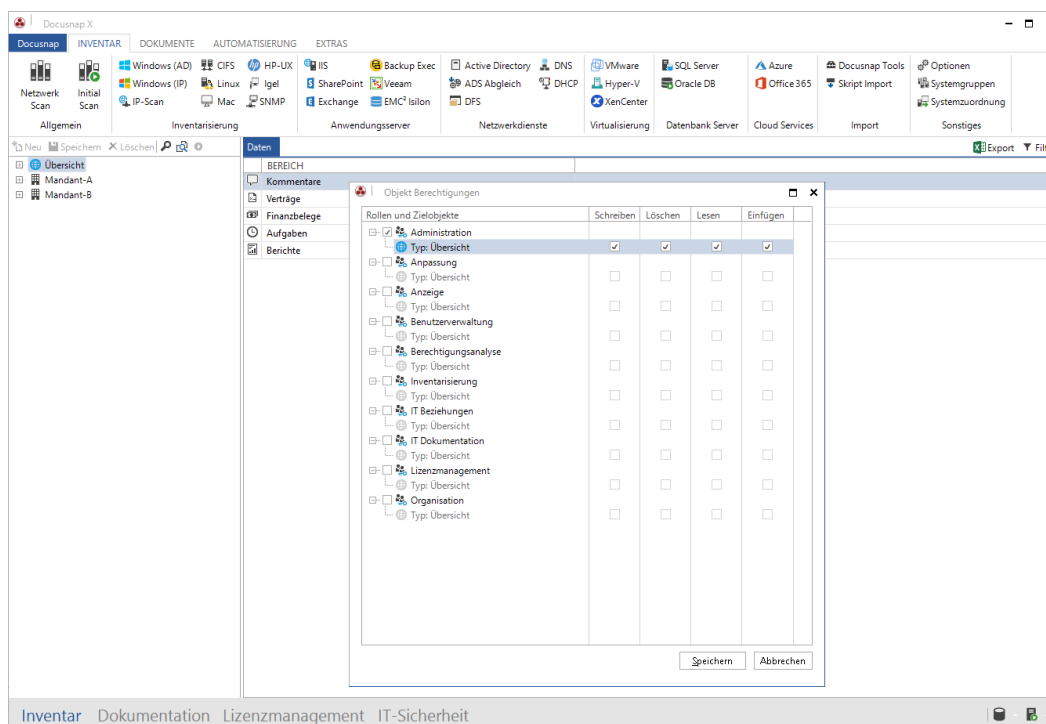 Docusnap X
Docusnap INVENTAR DOKUMENTE AUTOMATISIERUNG EXTRAS
Windows (AD) CIFS HP-UX IIS Backup Exec Active Directory DNS VMware SQL Server Azure Docusnap Tools Optionen
Windows (IP) Linux Igel SharePoint Veeam ADS Abgleich DHCP Hyper-V Oracle DB Office 365 Skript Import Systemgruppen
Netzwerk Scan Initial Scan IP-Scan Mac SNMP Exchange EMC² Isilon DFS XenCenter Systemzuordnung
Allgemein Inventarisierung Anwendungsserver Netzwerkdienste Virtualisierung Datenbank Server Cloud Services Import Sonstiges
Neu Speichern Löschen Daten Export Filt
Übersicht
Mandant-A
Mandant-B
BEREICH
Kommentare
Verträge
Finanzbelege
Aufgaben
Berichte
Objekt Berechtigungen
Rollen und Zielobjekte Schreiben Löschen Lesen Einfügen
Administration
Typ: Übersicht
Anpassung
Typ: Übersicht
Anzeige
Typ: Übersicht
Benutzerverwaltung
Typ: Übersicht
Berechtigungsanalyse
Typ: Übersicht
Inventarisierung
Typ: Übersicht
IT Beziehungen
Typ: Übersicht
IT Dokumentation
Typ: Übersicht
Lizenzmanagement
Typ: Übersicht
Organisation
Typ: Übersicht
Speichern Abbrechen
Inventar Dokumentation Lizenzmanagement IT-Sicherheit